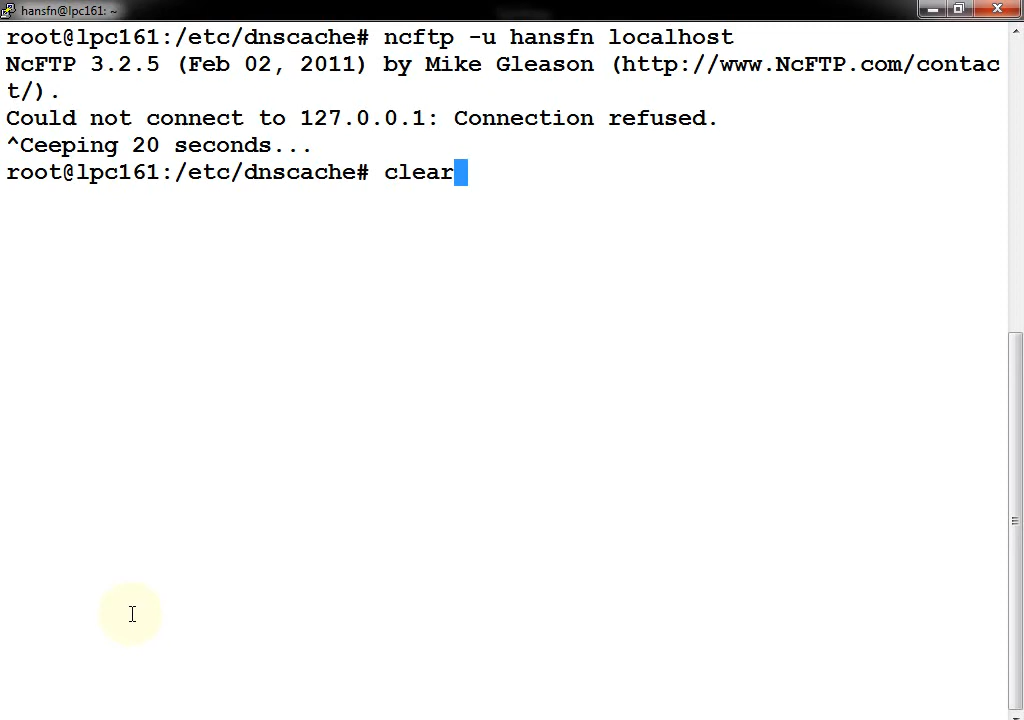 hansfn@lpc161: ~
root@lpc161:/etc/dnscache# ncftp -u hansfn localhost
NcFTP 3.2.5 (Feb 02, 2011) by Mike Gleason (http://www.NcFTP.com/contac
t/).
Could not connect to 127.0.0.1: Connection refused.
^Ceeping 20 seconds...
root@lpc161:/etc/dnscache# clear